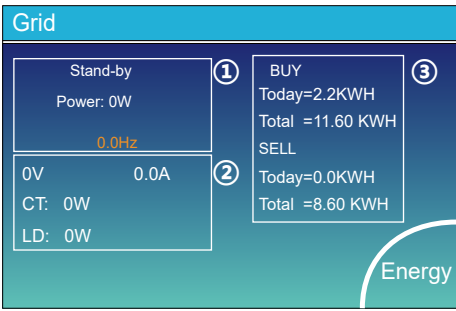 Grid
Stand-by
Power: 0W
0.0Hz
①
0V 0.0A
CT: 0W
LD: 0W
②
BUY
Today=2.2KWH
Total =11.60 KWH
SELL
Today=0.0KWH
Total =8.60 KWH
③
Energy